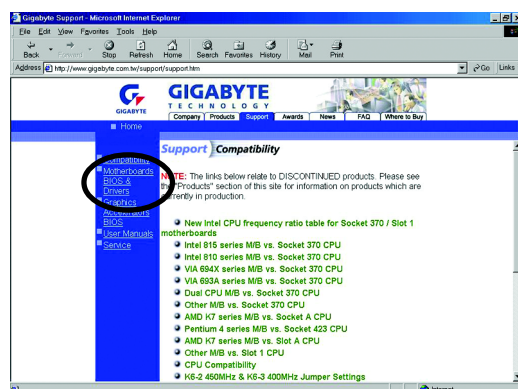 Gigabyte Support - Microsoft Internet Explorer
File Edit View Favorites Tools Help
Back Forward Stop Refresh Home Search Favorites History Mail Print
Address http://www.gigabyte.com.tw/support/support.htm Go Links
GIGABYTE
GIGABYTE
TECHNOLOGY
Company Products Support Awards News FAQ Where to Buy
Home
Support Compatibility
Compatibility
Motherboards
BIOS &
Drivers
Graphics
Accelerators
BIOS
User Manuals
Service
NOTE: The links below relate to DISCONTINUED products. Please see
the "Products" section of this site for information on products which are
currently in production.
New Intel CPU frequency ratio table for Socket 370 / Slot 1
motherboards
Intel 815 series M/B vs. Socket 370 CPU
Intel 810 series M/B vs. Socket 370 CPU
VIA 694X series M/B vs. Socket 370 CPU
VIA 693A series M/B vs. Socket 370 CPU
Dual CPU M/B vs. Socket 370 CPU
Other M/B vs. Socket 370 CPU
AMD K7 series M/B vs. Socket A CPU
Pentium 4 series M/B vs. Socket 423 CPU
AMD K7 series M/B vs. Slot A CPU
Other M/B vs. Slot 1 CPU
CPU Compatibility
K6-2 450MHz & K6-3 400MHz Jumper Settings
Internet